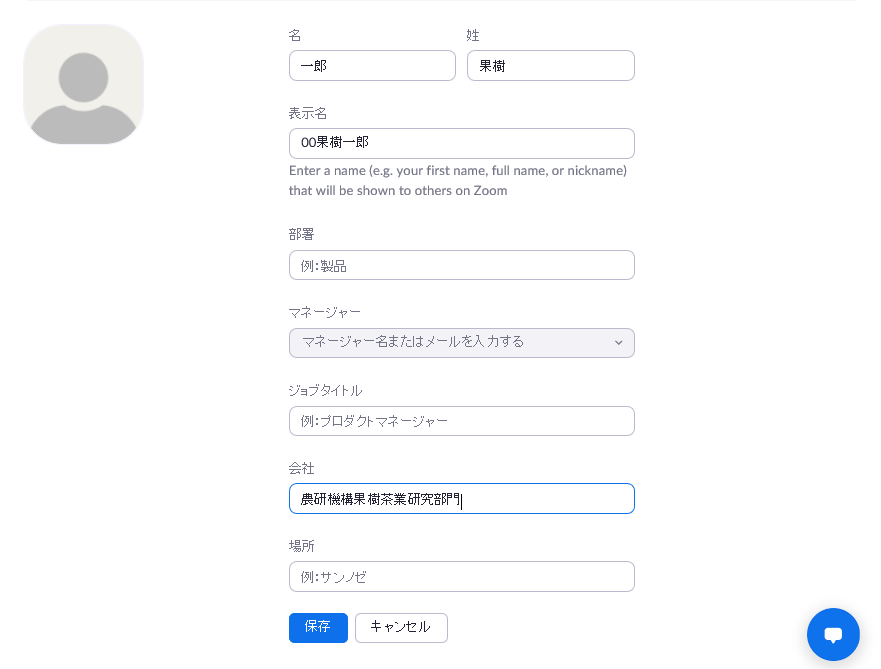 名
姓
一郎
果樹
表示名
00果樹一郎
Enter a name (e.g. your first name, full name, or nickname)
that will be shown to others on Zoom
部署
例：製品
マネージャー
マネージャー名またはメールを入力する
ジョブタイトル
例：プロダクトマネージャー
会社
農研機構果樹茶業研究部門
場所
例：サンノゼ
保存
キャンセル